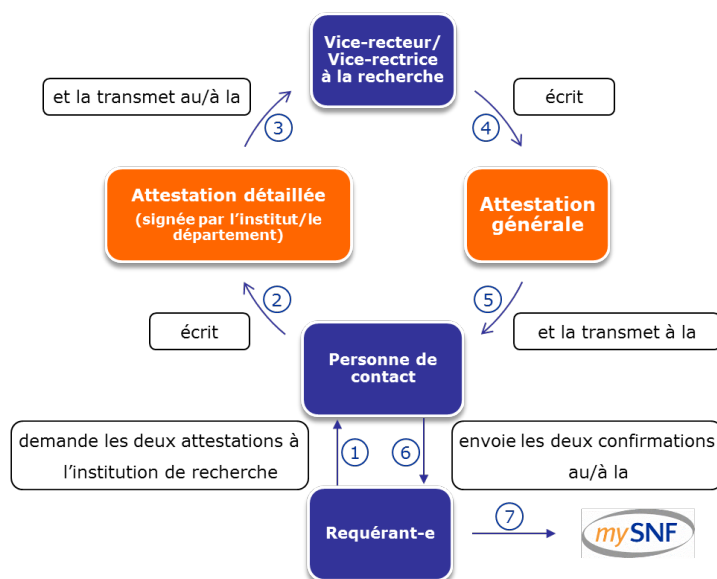 Vice-recteur/
Vice-rectrice
à la recherche
et la transmet au/à la
3
4
écrit
Attestation détaillée
(signée par l'institut/le
département)
Attestation
générale
2
5
écrit
et la transmet à la
Personne de
contact
demande les deux attestations à
l'institution de recherche
1
6
envoie les deux confirmations
au/à la
Requérant-e
7
mySNF